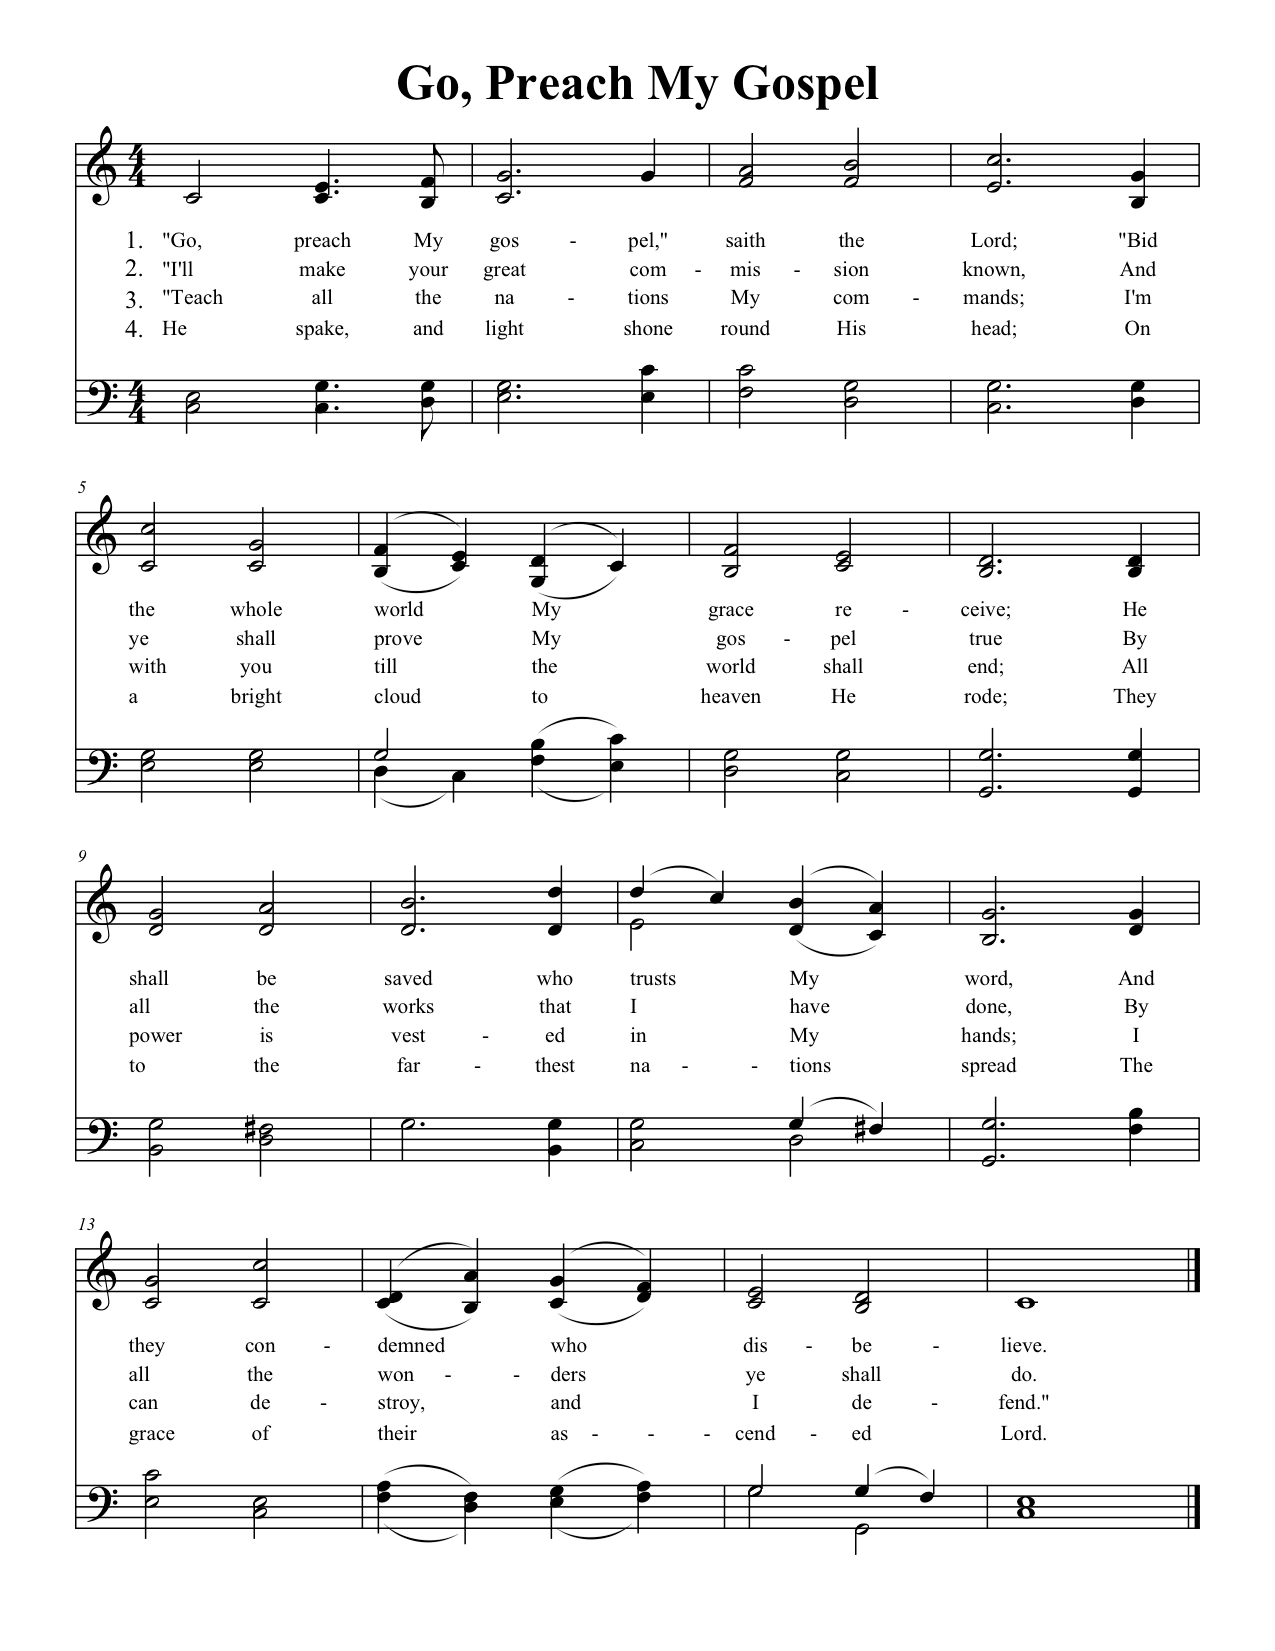 Go, Preach My Gospel
1. "Go, preach My gos - pel," saith the Lord; "Bid
2. "I'll make your great com - mis - sion known, And
3. "Teach all the na - tions My com - mands; I'm
4. He spake, and light shone round His head; On
5
the whole world My grace re - ceive; He
ye shall prove My gos - pel true By
with you till the world shall end; All
a bright cloud to heaven He rode; They
9
shall be saved who trusts My word, And
all the works that I have done, By
power is vest - ed in My hands; I
to the far - thest na - - tions spread The
13
they con - demned who dis - be - lieve.
all the won - - ders ye shall do.
can de - stroy, and I de - fend."
grace of their as - - - cend - ed Lord.